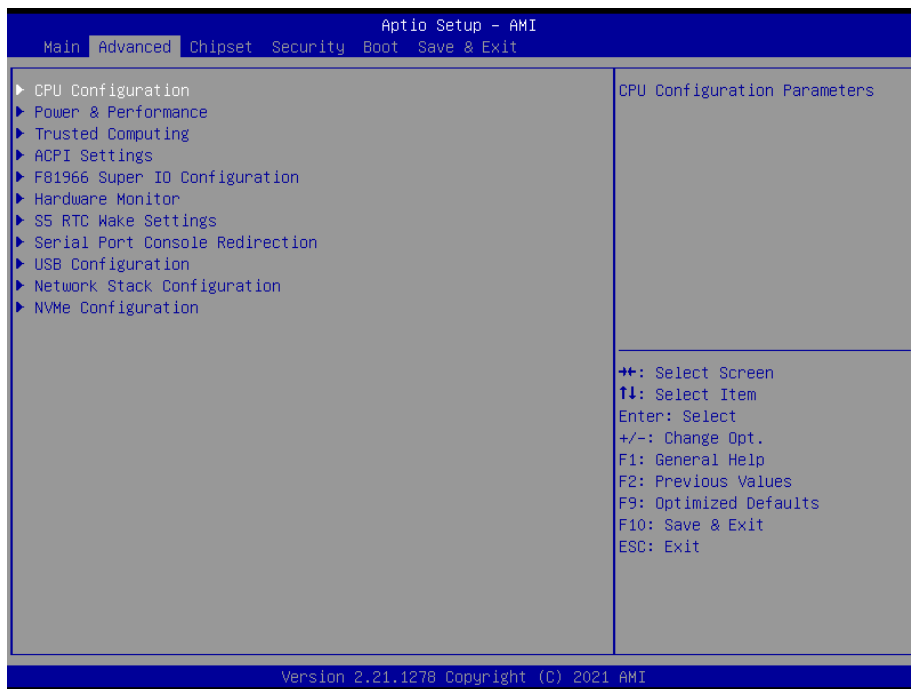 Aptio Setup – AMI
Main Advanced Chipset Security Boot Save & Exit
CPU Configuration
Power & Performance
Trusted Computing
ACPI Settings
F81966 Super IO Configuration
Hardware Monitor
S5 RTC Wake Settings
Serial Port Console Redirection
USB Configuration
Network Stack Configuration
NVMe Configuration
CPU Configuration Parameters
→←: Select Screen
↑↓: Select Item
Enter: Select
+/-: Change Opt.
F1: General Help
F2: Previous Values
F9: Optimized Defaults
F10: Save & Exit
ESC: Exit
Version 2.21.1278 Copyright (C) 2021 AMI